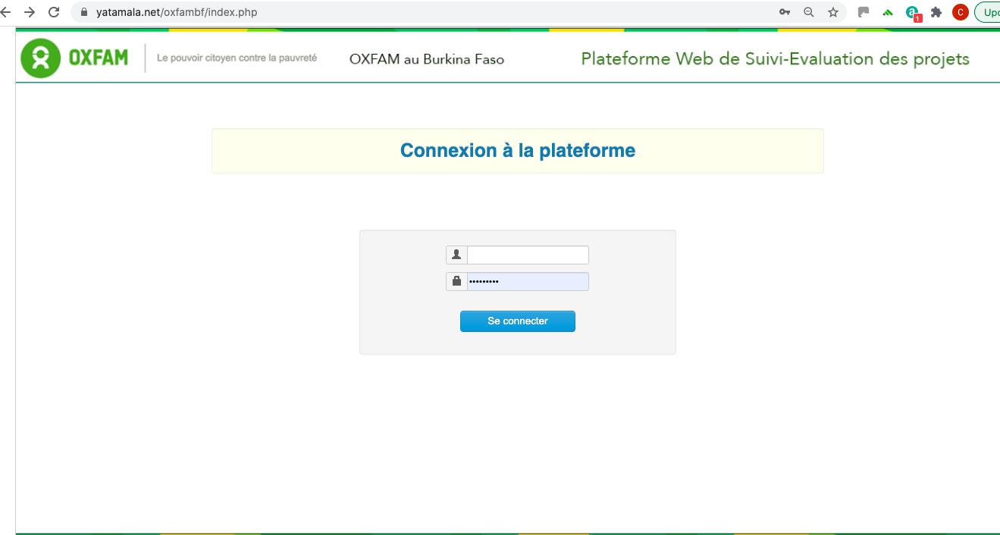 yatamala.net/oxfambf/index.php
a
1
C
OXFAM
Le pouvoir citoyen contre la pauvreté
OXFAM au Burkina Faso
Plateforme Web de Suivi-Evaluation des projets
Connexion à la plateforme
•••••••••
Se connecter